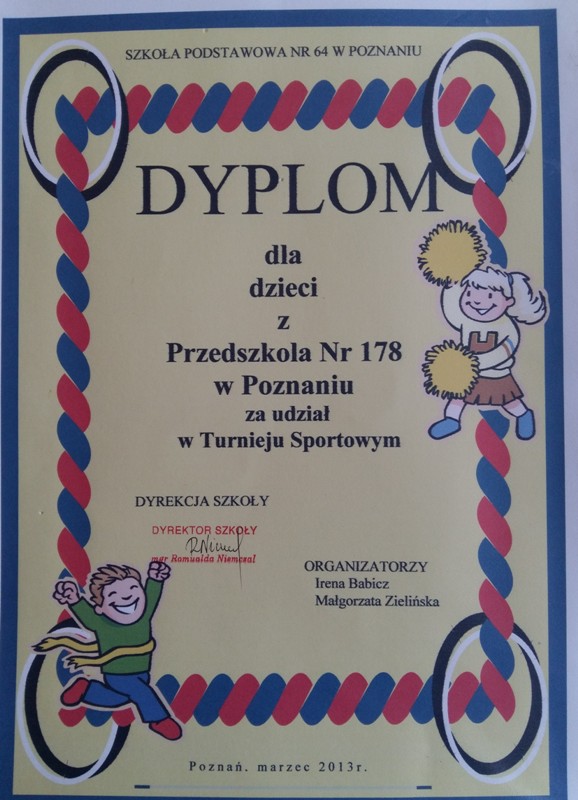 SZKOŁA PODSTAWOWA NR 64 W POZNANIU
DYPLOM
dla
dzieci
z
Przedszkola Nr 178
w Poznaniu
za udział
w Turnieju Sportowym
DYREKCJA SZKOŁY
DYREKTOR SZKOŁY
mgr Romualda Niemczal
ORGANIZATORZY
Irena Babicz
Małgorzata Zielińska
Poznań, marzec 2013r.